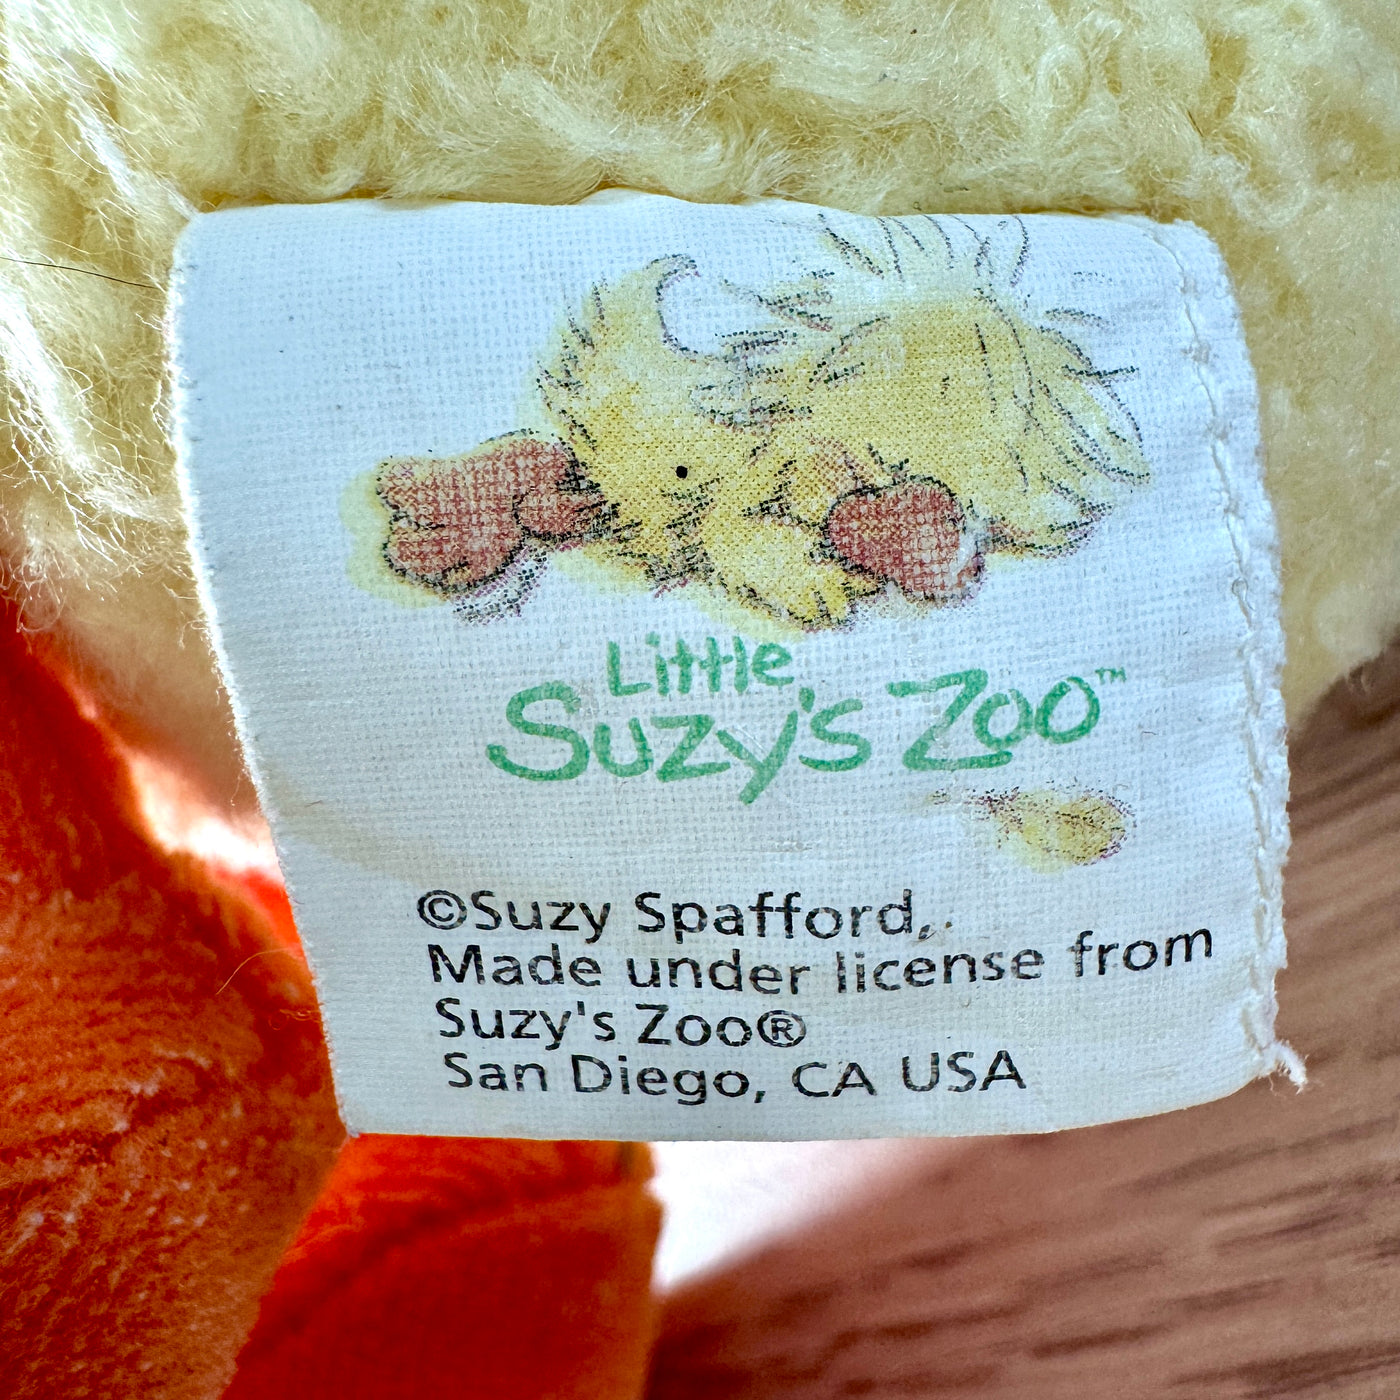 Little
Suzy's Zoo™
©Suzy Spafford,.
Made under license from
Suzy's Zoo®
San Diego, CA USA